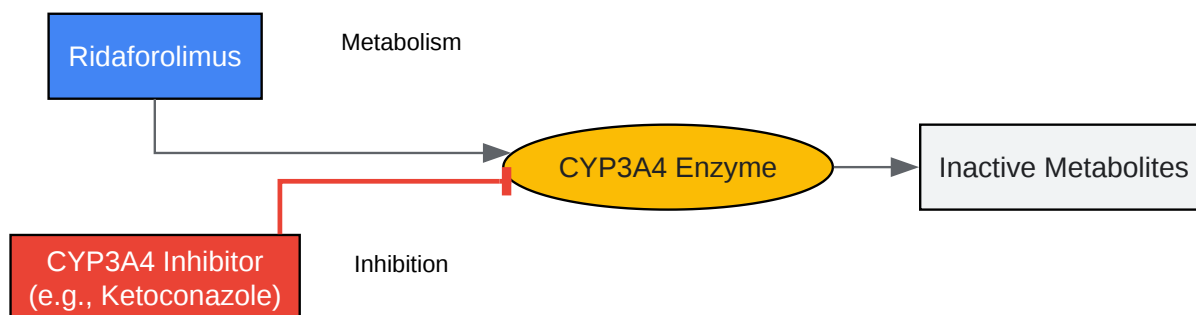 Ridaforolimus
Metabolism
CYP3A4 Enzyme
Inactive Metabolites
CYP3A4 Inhibitor
(e.g., Ketoconazole)
Inhibition